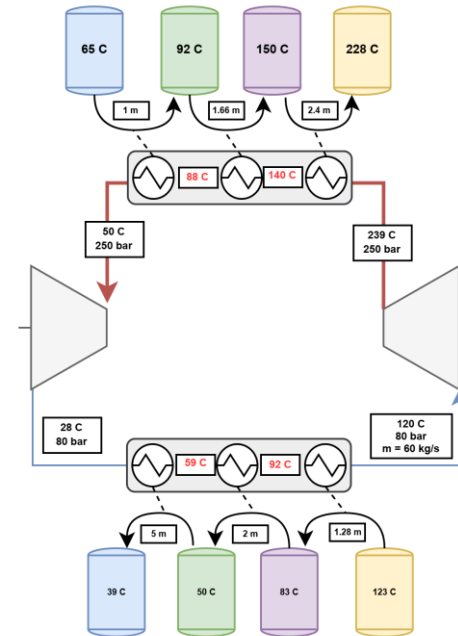 65 C
92 C
150 C
228 C
1 m
1.66 m
2.4 m
88 C
140 C
50 C
250 bar
239 C
250 bar
28 C
80 bar
120 C
80 bar
m = 60 kg/s
59 C
92 C
5 m
2 m
1.28 m
39 C
50 C
83 C
123 C